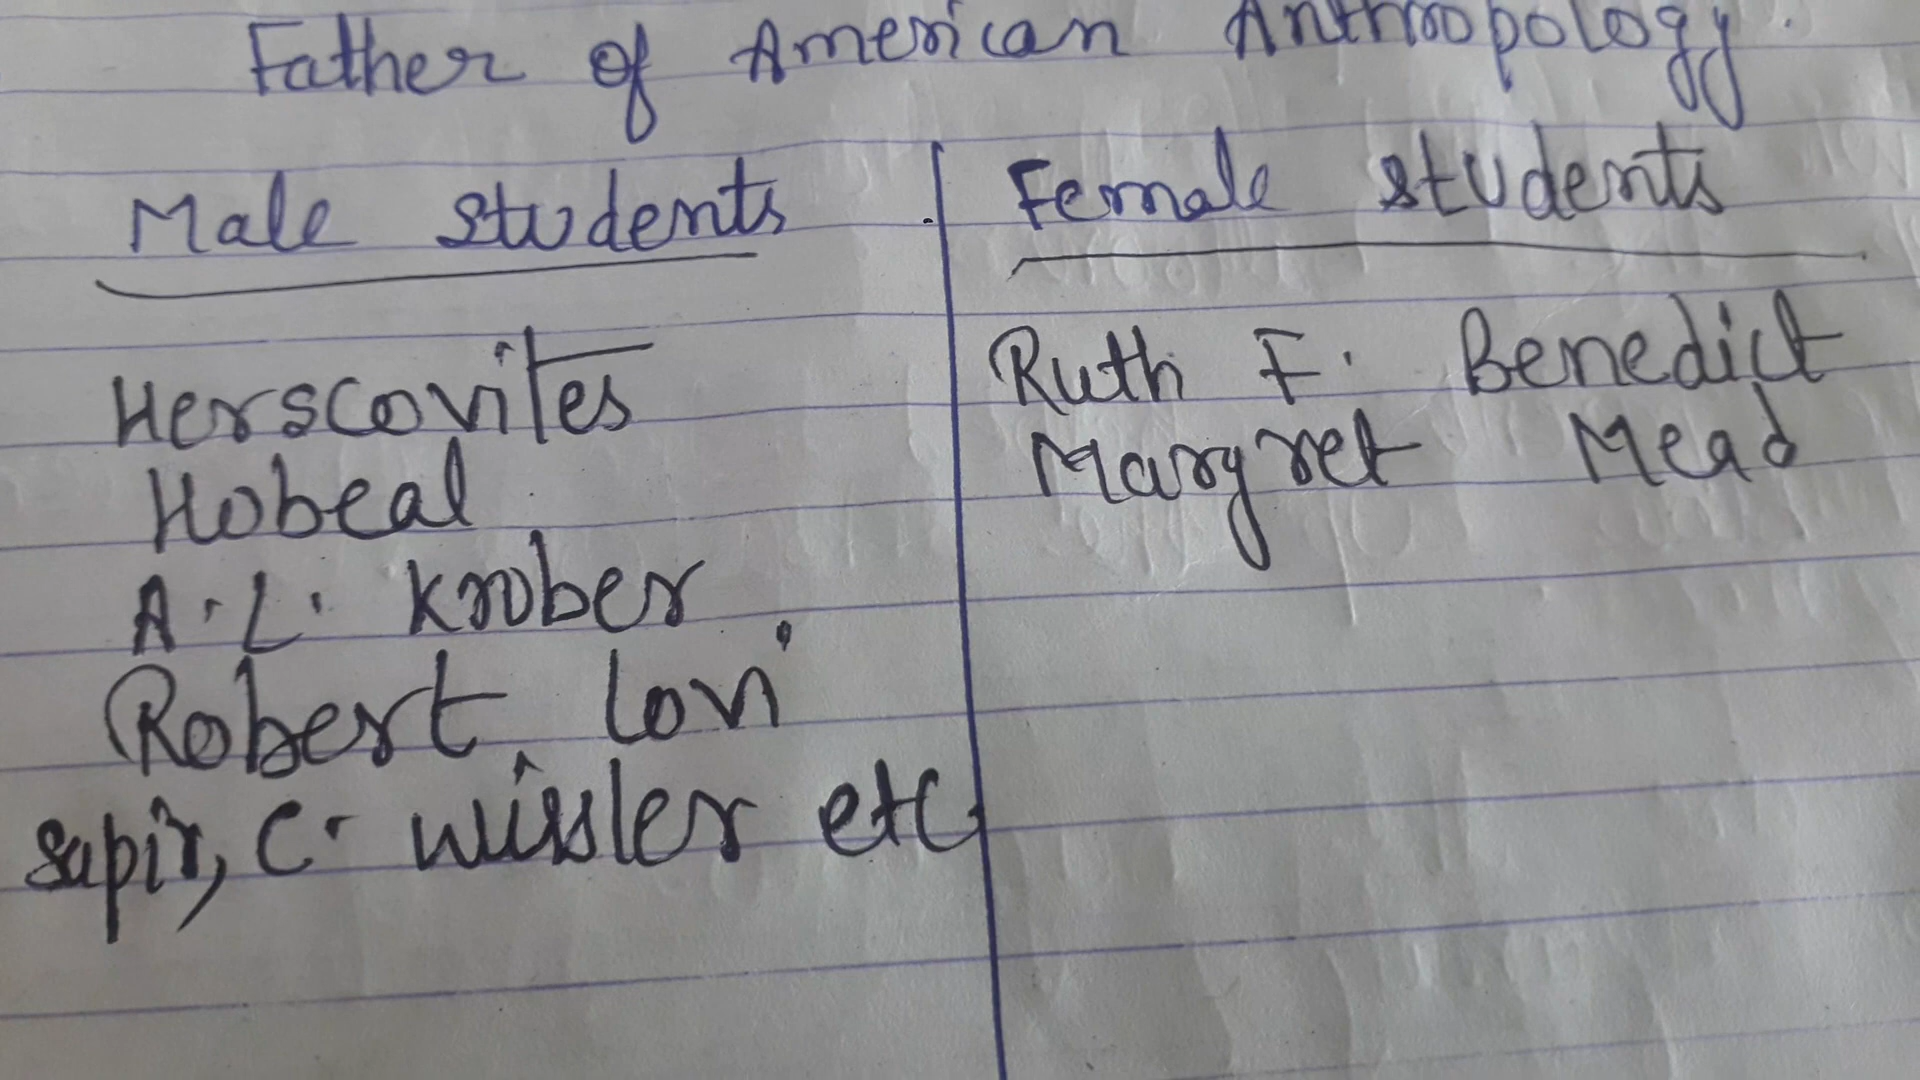 Father of American Anthropology.
Male students
Herscovites
Hobeal
A.L. Krober
Robert Lovi
sapir, C. wissler etc
Female students
Ruth F. Benedict
Margret Mead